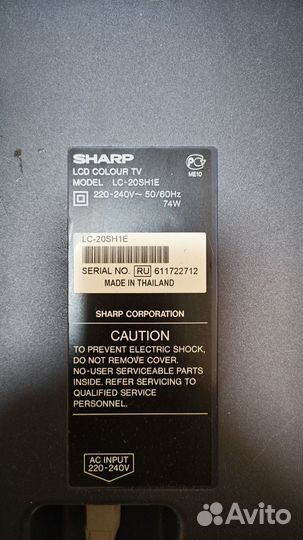 SHARP
LCD COLOUR TV
MODEL LC-20SH1E
220-240V~ 50/60Hz
74W
ME10
LC-20SH1E
SERIAL NO. RU 611722712
MADE IN THAILAND
SHARP CORPORATION
CAUTION
TO PREVENT ELECTRIC SHOCK,
DO NOT REMOVE COVER.
NO-USER SERVICEABLE PARTS
INSIDE. REFER SERVICING TO
QUALIFIED SERVICE
PERSONNEL.
AC INPUT
220-240V
Avito